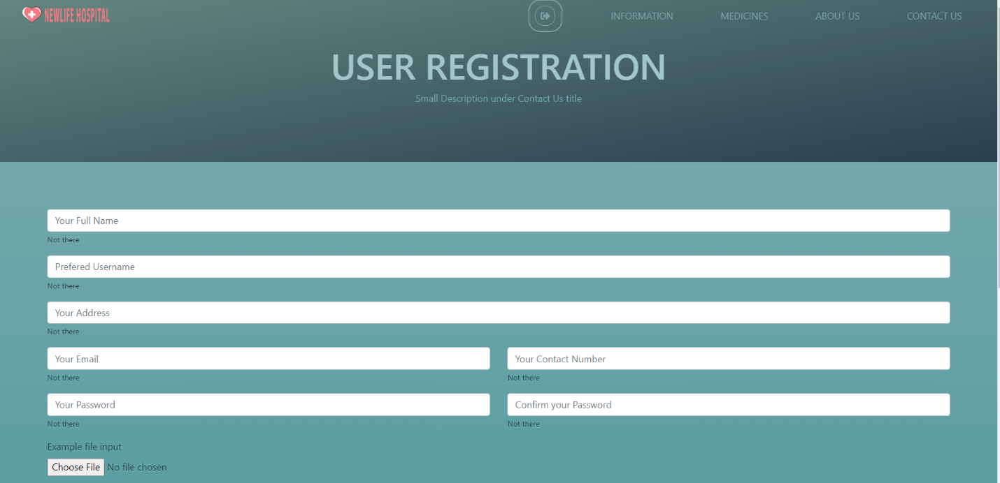 NEWLIFE HOSPITAL INFORMATION MEDICINES ABOUT US CONTACT US
USER REGISTRATION
Small Description under Contact Us title
Your Full Name
Not there
Prefered Username
Not there
Your Address
Not there
Your Email Your Contact Number
Not there Not there
Your Password Confirm your Password
Not there Not there
Example file input
Choose File No file chosen